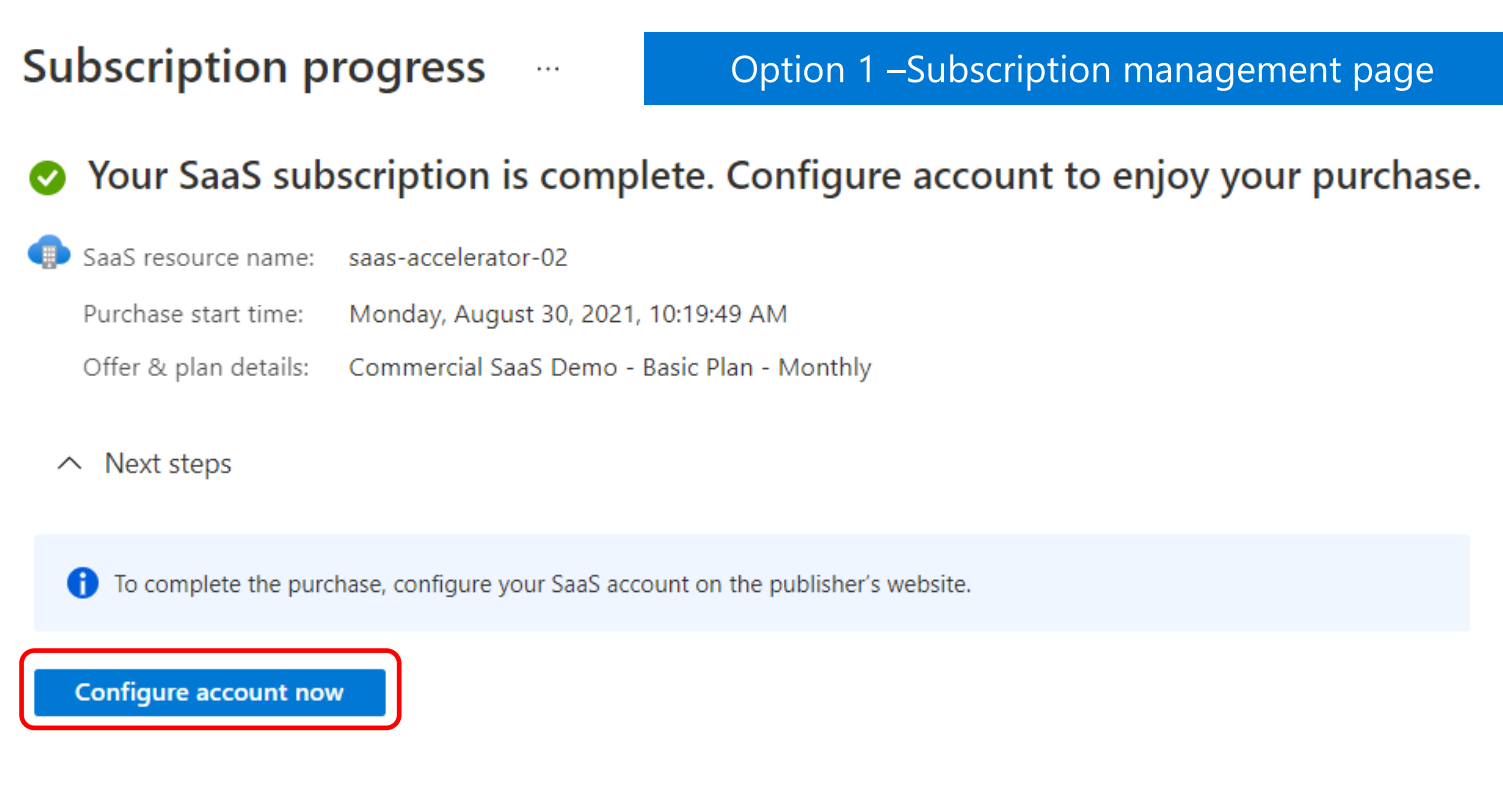 Subscription progress ...
Option 1 –Subscription management page
Your SaaS subscription is complete. Configure account to enjoy your purchase.
SaaS resource name: saas-accelerator-02
Purchase start time: Monday, August 30, 2021, 10:19:49 AM
Offer & plan details: Commercial SaaS Demo - Basic Plan - Monthly
Next steps
To complete the purchase, configure your SaaS account on the publisher’s website.
Configure account now